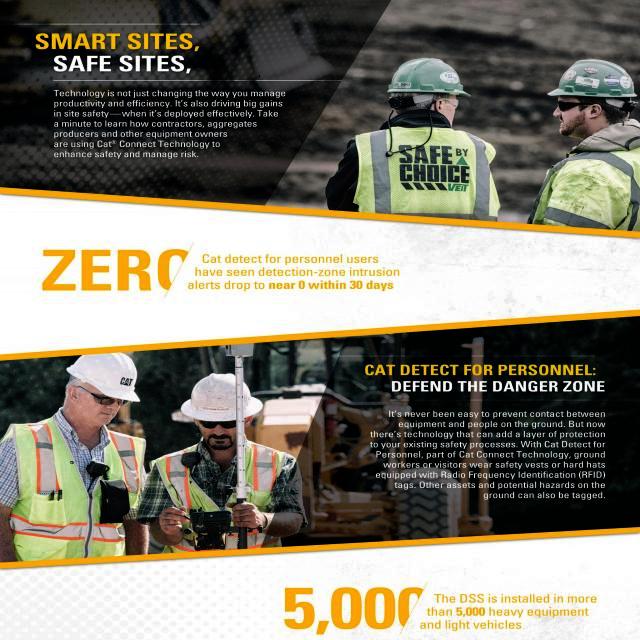 SMART SITES,
SAFE SITES,
Technology is not just changing the way you manage
productivity and efficiency. It's also driving big gains
in site safety—when it's deployed effectively. Take
a minute to learn how contractors, aggregates
producers and other equipment owners
are using Cat® Connect Technology to
enhance safety and manage risk.
SAFE BY
CHOICE
VEIT
ZERO
Cat detect for personnel users
have seen detection-zone intrusion
alerts drop to near 0 within 30 days
CAT
CAT DETECT FOR PERSONNEL:
DEFEND THE DANGER ZONE
It's never been easy to prevent contact between
equipment and people on the ground. But now
there's technology that can add a layer of protection
to your existing safety processes. With Cat Detect for
Personnel, part of Cat Connect Technology, ground
workers or visitors wear safety vests or hard hats
equipped with Radio Frequency Identification (RFID)
tags. Other assets and potential hazards on the
ground can also be tagged.
5,000
The DSS is installed in more
than 5,000 heavy equipment
and light vehicles